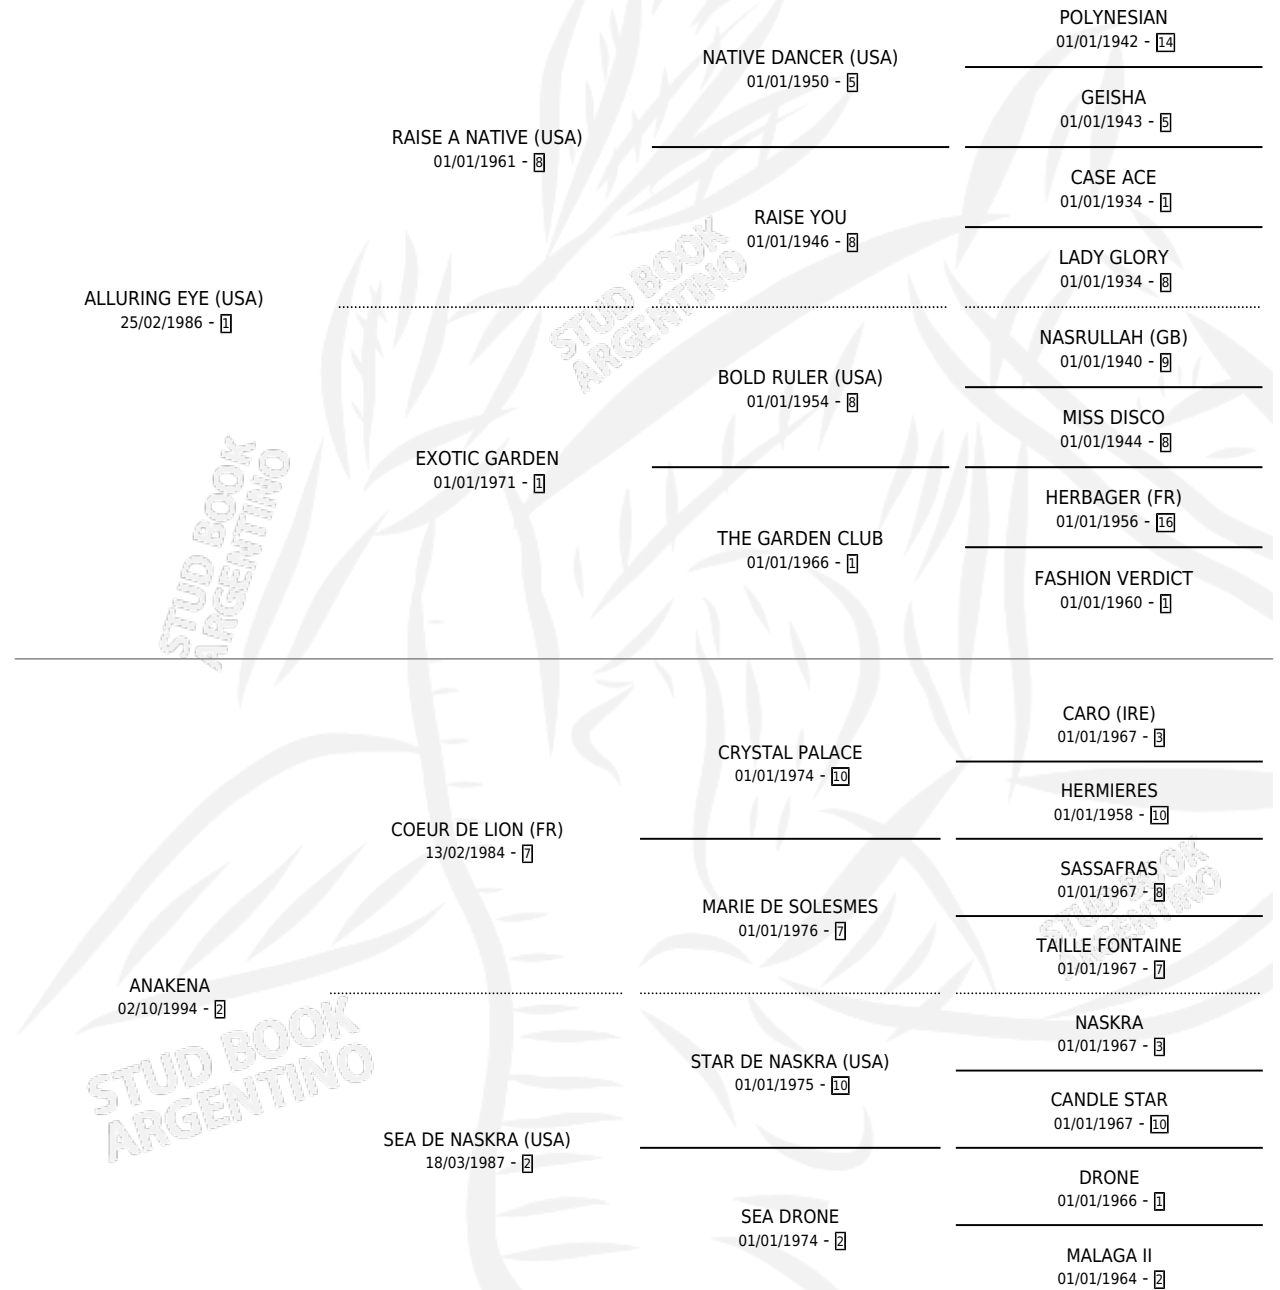 POLYNESIAN
01/01/1942 - 14
NATIVE DANCER (USA)
01/01/1950 - 5
GEISHA
01/01/1943 - 5
RAISE A NATIVE (USA)
01/01/1961 - 8
CASE ACE
01/01/1934 - 1
RAISE YOU
01/01/1946 - 8
LADY GLORY
01/01/1934 - 8
ALLURING EYE (USA)
25/02/1986 - 1
STUD BOOK
ARGENTINO
NASRULLAH (GB)
01/01/1940 - 9
BOLD RULER (USA)
01/01/1954 - 8
MISS DISCO
01/01/1944 - 8
EXOTIC GARDEN
01/01/1971 - 1
HERBAGER (FR)
01/01/1956 - 16
THE GARDEN CLUB
01/01/1966 - 1
FASHION VERDICT
01/01/1960 - 1
STUD BOOK
ARGENTINO
CARO (IRE)
01/01/1967 - 3
CRYSTAL PALACE
01/01/1974 - 10
HERMIERES
01/01/1958 - 10
COEUR DE LION (FR)
13/02/1984 - 7
SASSAFRAS
01/01/1967 - 8
MARIE DE SOLESMES
01/01/1976 - 7
STUD BOOK
ARGENTINO
TAILLE FONTAINE
01/01/1967 - 7
ANAKENA
02/10/1994 - 2
STUD BOOK
ARGENTINO
NASKRA
01/01/1967 - 3
STAR DE NASKRA (USA)
01/01/1975 - 10
CANDLE STAR
01/01/1967 - 10
SEA DE NASKRA (USA)
18/03/1987 - 2
DRONE
01/01/1966 - 1
SEA DRONE
01/01/1974 - 2
MALAGA II
01/01/1964 - 2